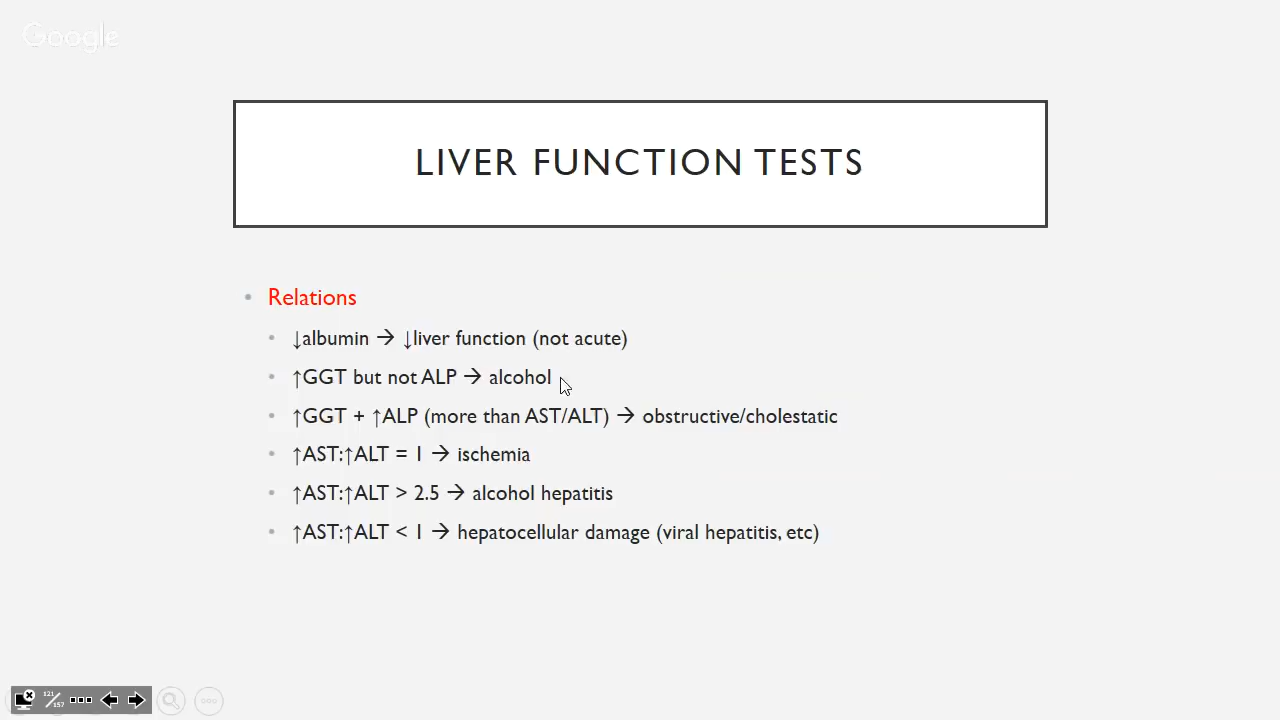 Google
LIVER FUNCTION TESTS
• Relations
• ↓albumin → ↓liver function (not acute)
• ↑GGT but not ALP → alcohol
• ↑GGT + ↑ALP (more than AST/ALT) → obstructive/cholestatic
• ↑AST:↑ALT = 1 → ischemia
• ↑AST:↑ALT > 2.5 → alcohol hepatitis
• ↑AST:↑ALT < 1 → hepatocellular damage (viral hepatitis, etc)
121/157